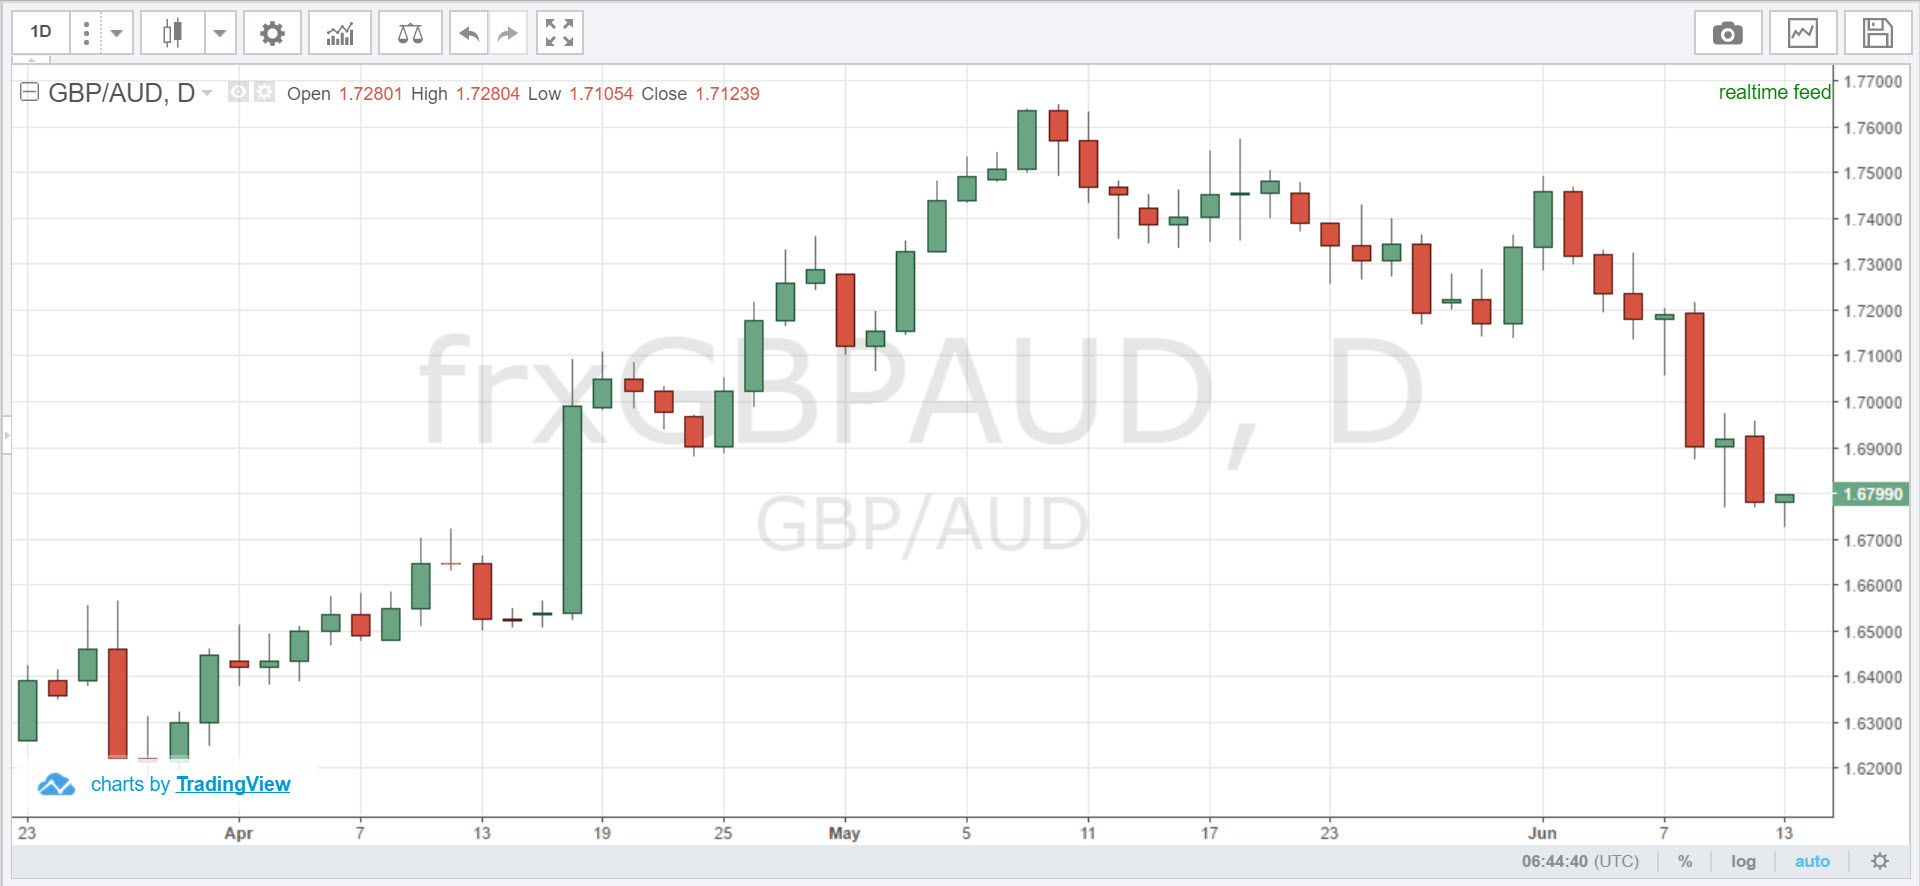 1D
GBP/AUD, D Open 1.72801 High 1.72804 Low 1.71054 Close 1.71239
realtime feed
1.77000
1.76000
1.75000
1.74000
1.73000
1.72000
1.71000
1.70000
1.69000
1.67990
1.67000
1.66000
1.65000
1.64000
1.63000
1.62000
frxGBPAUD, D
GBP/AUD
charts by TradingView
23 Apr 7 13 19 25 May 5 11 17 23 Jun 7 13
06:44:40 (UTC) % log auto